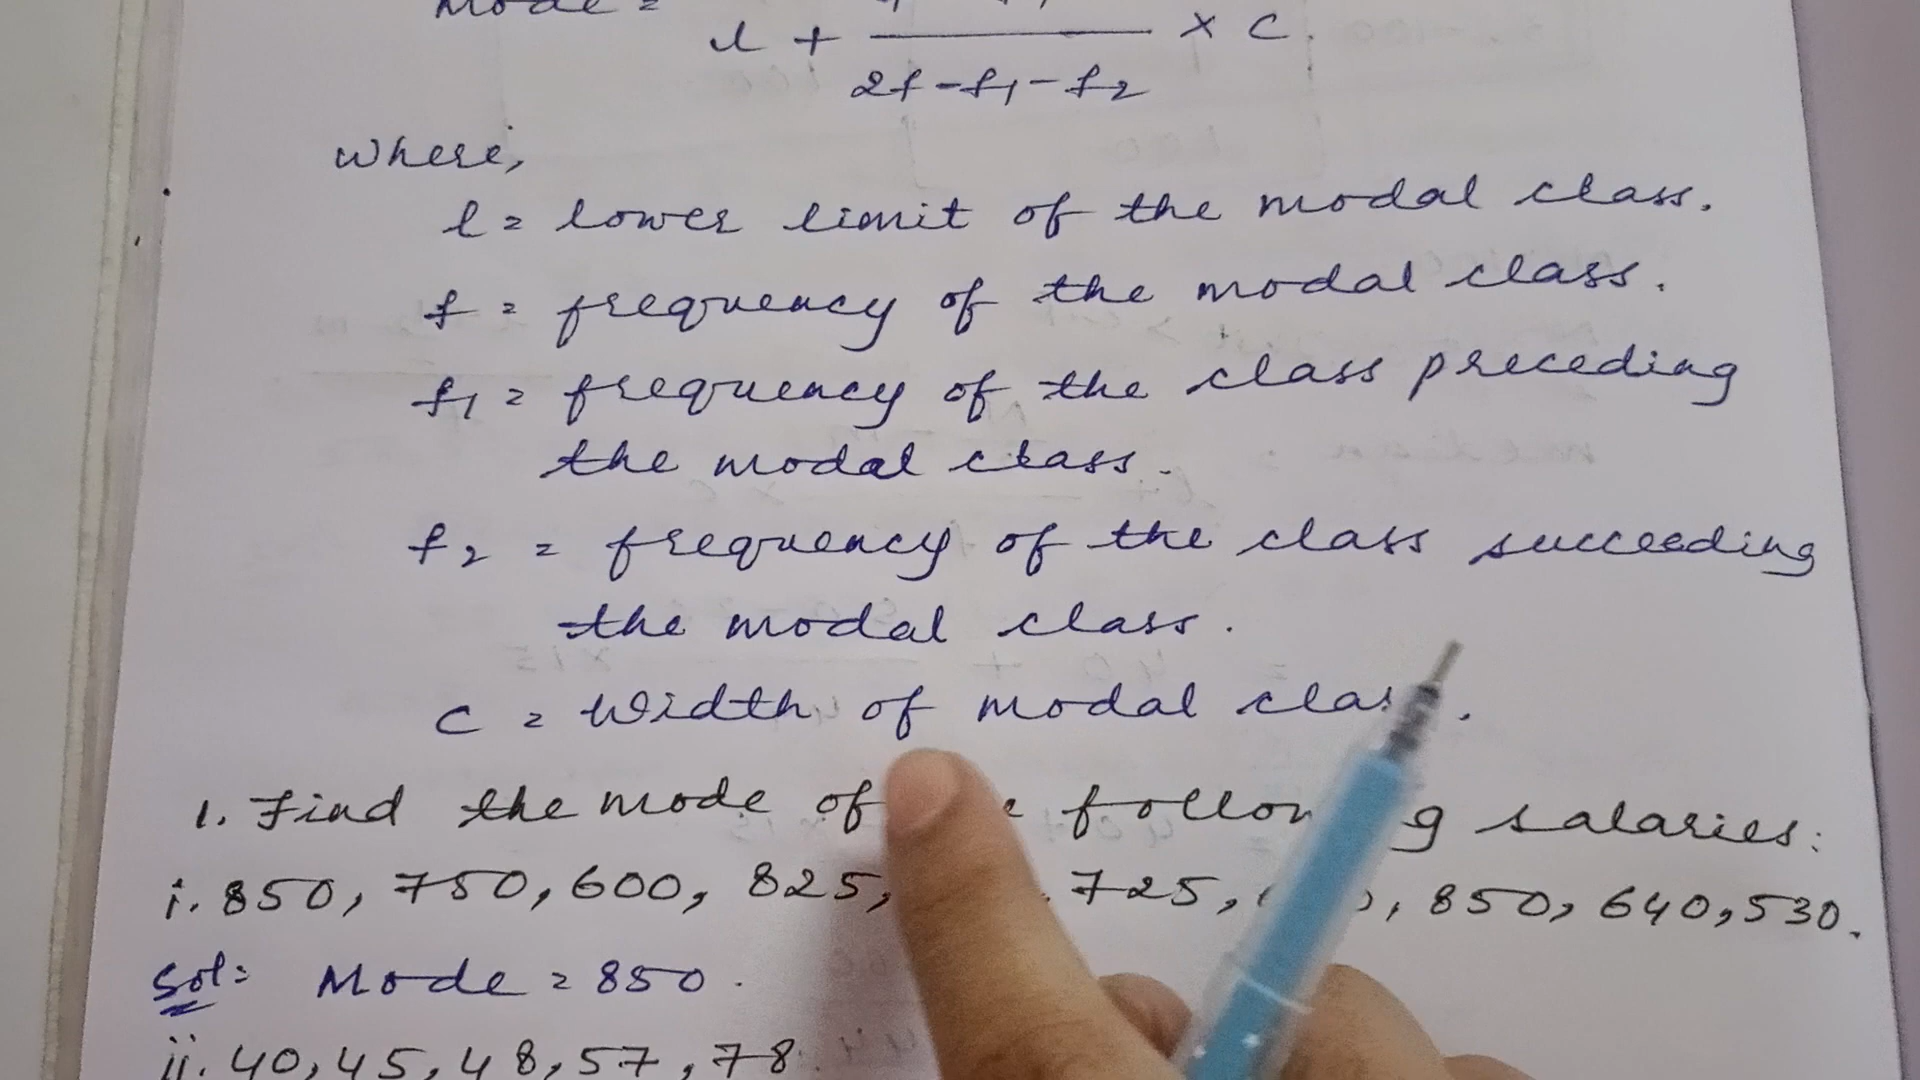 Mode =
l + ———— × c.
2f - f1 - f2
where,
l = lower limit of the modal class.
f = frequency of the modal class.
f1 = frequency of the class preceding
the modal class.
f2 = frequency of the class succeeding
the modal class.
c = width of modal class.
1. Find the mode of following salaries:
i. 850, 750, 600, 825, 725, 850, 640, 530.
Sol: Mode = 850.
ii. 40, 45, 48, 57, 78